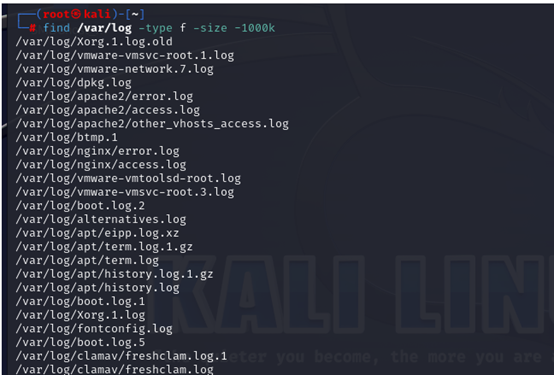 (root㉿kali)-[~]
# find /var/log -type f -size -1000k
/var/log/Xorg.1.log.old
/var/log/vmware-vmsvc-root.1.log
/var/log/vmware-network.7.log
/var/log/dpkg.log
/var/log/apache2/error.log
/var/log/apache2/access.log
/var/log/apache2/other_vhosts_access.log
/var/log/btmp.1
/var/log/nginx/error.log
/var/log/nginx/access.log
/var/log/vmware-vmtoolsd-root.log
/var/log/vmware-vmsvc-root.3.log
/var/log/boot.log.2
/var/log/alternatives.log
/var/log/apt/eipp.log.xz
/var/log/apt/term.log.1.gz
/var/log/apt/term.log
/var/log/apt/history.log.1.gz
/var/log/apt/history.log
/var/log/boot.log.1
/var/log/Xorg.1.log
/var/log/fontconfig.log
/var/log/boot.log.5
/var/log/clamav/freshclam.log.1
/var/log/clamav/freshclam.log
KALI LIN
eter you become, the more you are